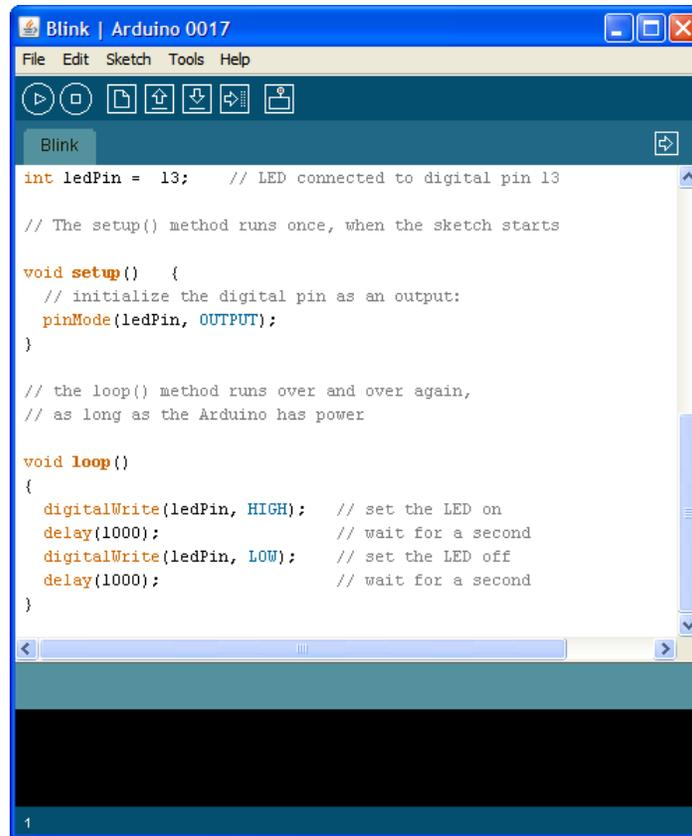 Blink | Arduino 0017
File Edit Sketch Tools Help
Blink
int ledPin =  13;    // LED connected to digital pin 13

// The setup() method runs once, when the sketch starts

void setup()   {
  // initialize the digital pin as an output:
  pinMode(ledPin, OUTPUT);
}

// the loop() method runs over and over again,
// as long as the Arduino has power

void loop()
{
  digitalWrite(ledPin, HIGH);   // set the LED on
  delay(1000);                  // wait for a second
  digitalWrite(ledPin, LOW);    // set the LED off
  delay(1000);                  // wait for a second
}
1